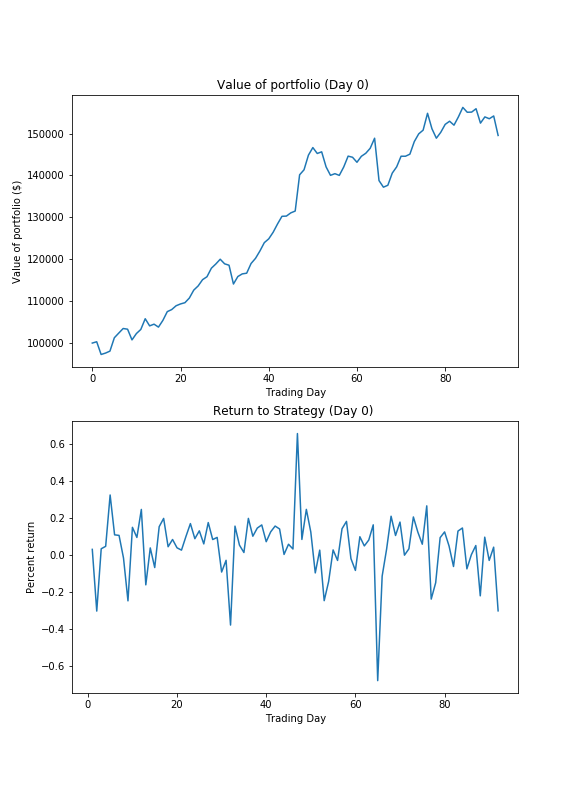 Value of portfolio (Day 0)
Value of portfolio ($)
150000
140000
130000
120000
110000
100000
0 20 40 60 80
Trading Day
Return to Strategy (Day 0)
Percent return
0.6
0.4
0.2
0.0
−0.2
−0.4
−0.6
0 20 40 60 80
Trading Day